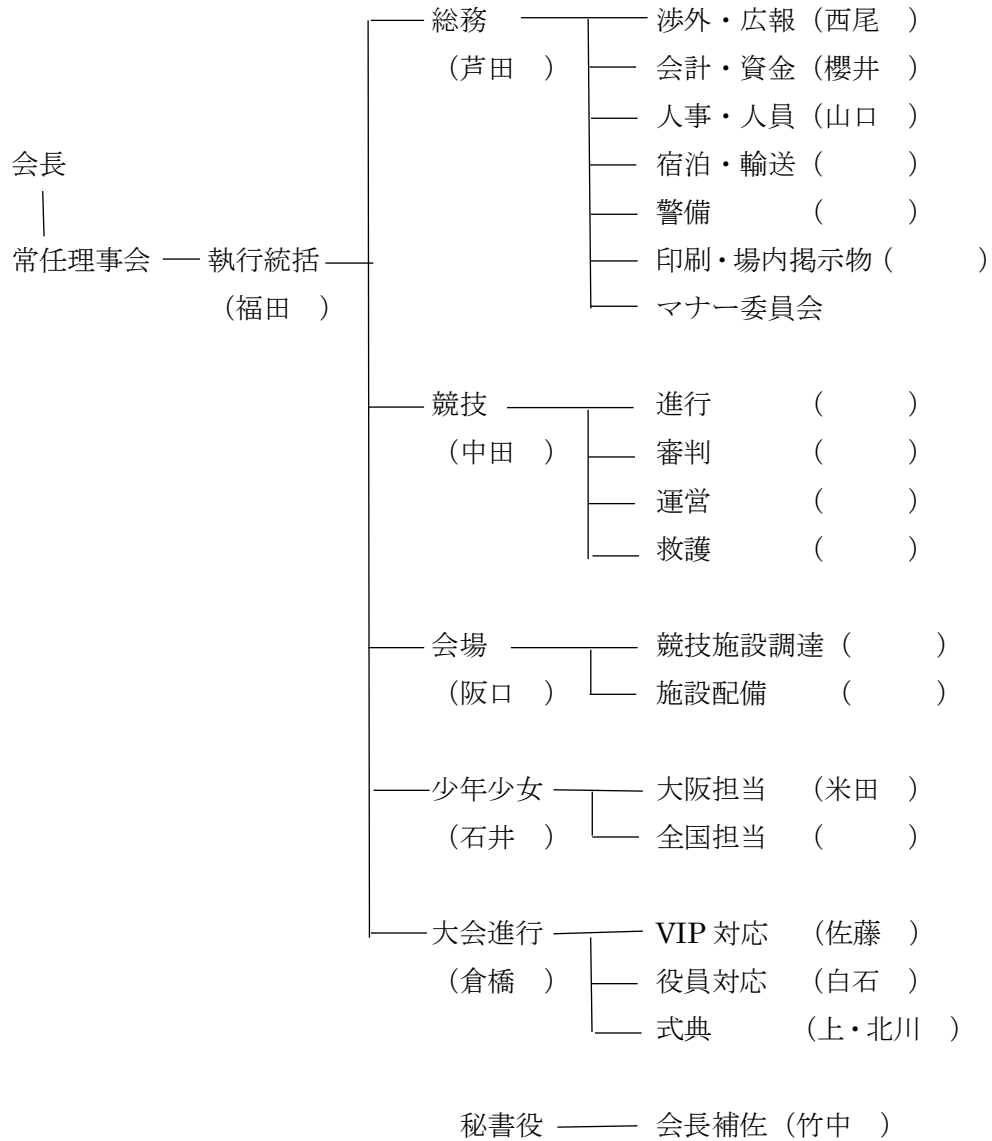 総務 渉外・広報（西尾　）
（芦田　） 会計・資金（櫻井　）
人事・人員（山口　）
会長 宿泊・輸送（　　　）
警備　　　（　　　）
常任理事会 執行統括 印刷・場内掲示物（　　　）
（福田　） マナー委員会
競技 進行　　　（　　　）
（中田　） 審判　　　（　　　）
運営　　　（　　　）
救護　　　（　　　）
会場 競技施設調達（　　　）
（阪口　） 施設配備　　（　　　）
少年少女 大阪担当　（米田　）
（石井　） 全国担当　（　　　）
大会進行 VIP 対応　（佐藤　）
（倉橋　） 役員対応　（白石　）
式典　　　（上・北川　）
秘書役 会長補佐（竹中　）